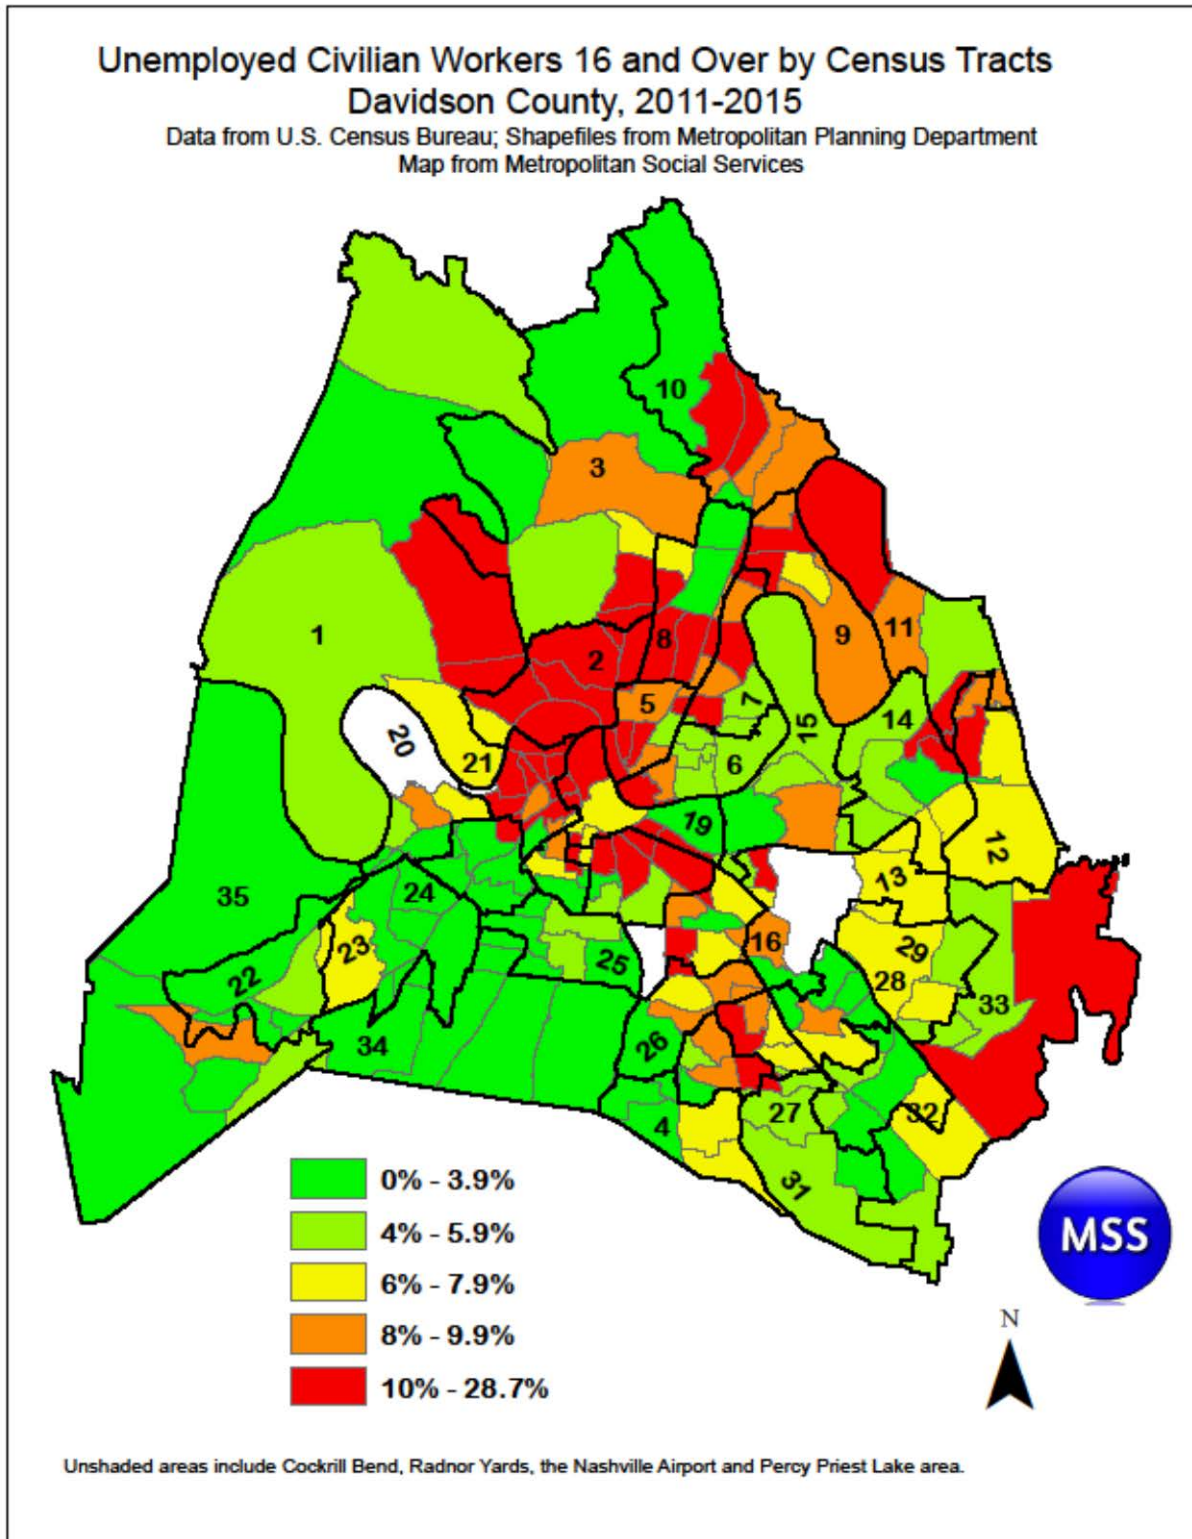 Unemployed Civilian Workers 16 and Over by Census Tracts
Davidson County, 2011-2015
Data from U.S. Census Bureau; Shapefiles from Metropolitan Planning Department
Map from Metropolitan Social Services
10
3
1
2
8
9
11
5
7
15
14
20
21
6
19
12
13
35
24
23
16
29
25
22
28
33
34
26
27
32
4
31
0% - 3.9%
4% - 5.9%
6% - 7.9%
8% - 9.9%
10% - 28.7%
MSS
N
Unshaded areas include Cockrill Bend, Radnor Yards, the Nashville Airport and Percy Priest Lake area.